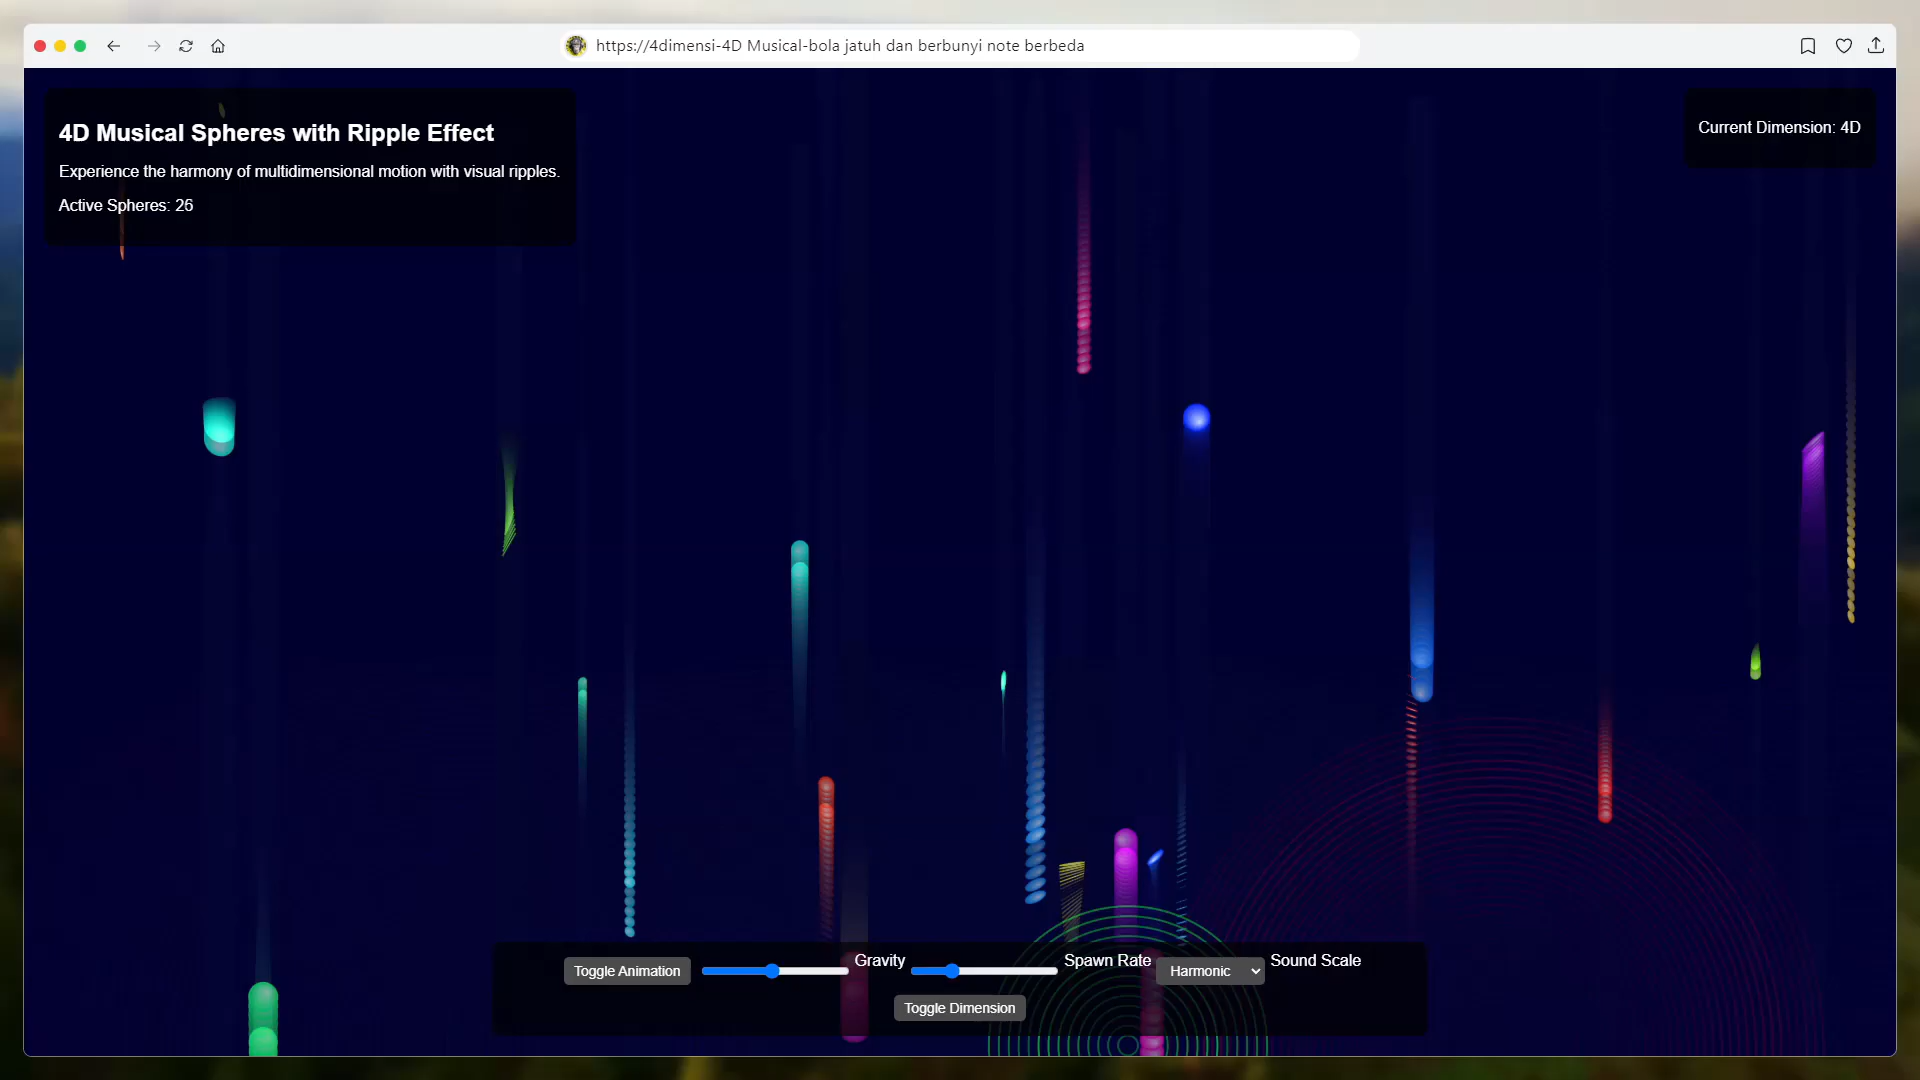 https://4dimensi-4D Musical-bola jatuh dan berbunyi note berbeda
4D Musical Spheres with Ripple Effect
Experience the harmony of multidimensional motion with visual ripples.
Active Spheres: 26
Current Dimension: 4D
Toggle Animation
Gravity
Spawn Rate
Harmonic
Sound Scale
Toggle Dimension